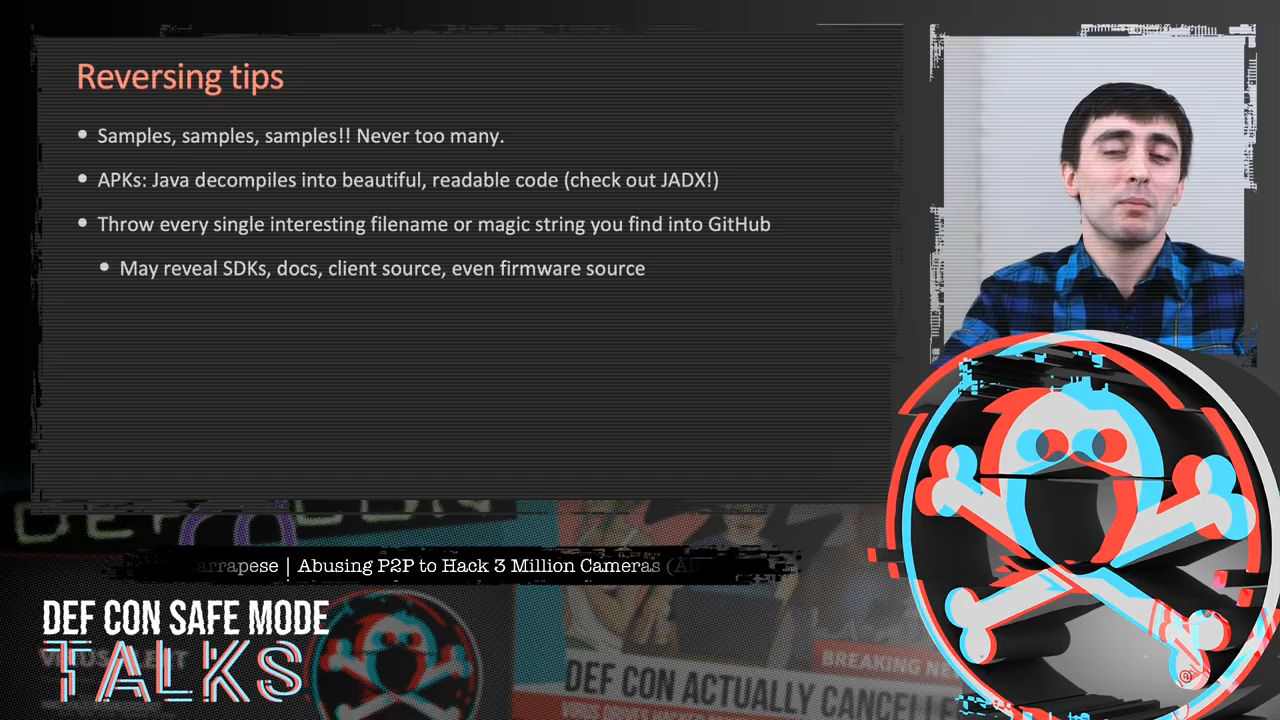 Reversing tips
• Samples, samples, samples!! Never too many.
• APKs: Java decompiles into beautiful, readable code (check out JADX!)
• Throw every single interesting filename or magic string you find into GitHub
• May reveal SDKs, docs, client source, even firmware source
DEF CON
arrapese | Abusing P2P to Hack 3 Million Cameras (A
DEF CON SAFE MODE
TALKS
BREAKING NE
DEF CON ACTUALLY CANCELLE